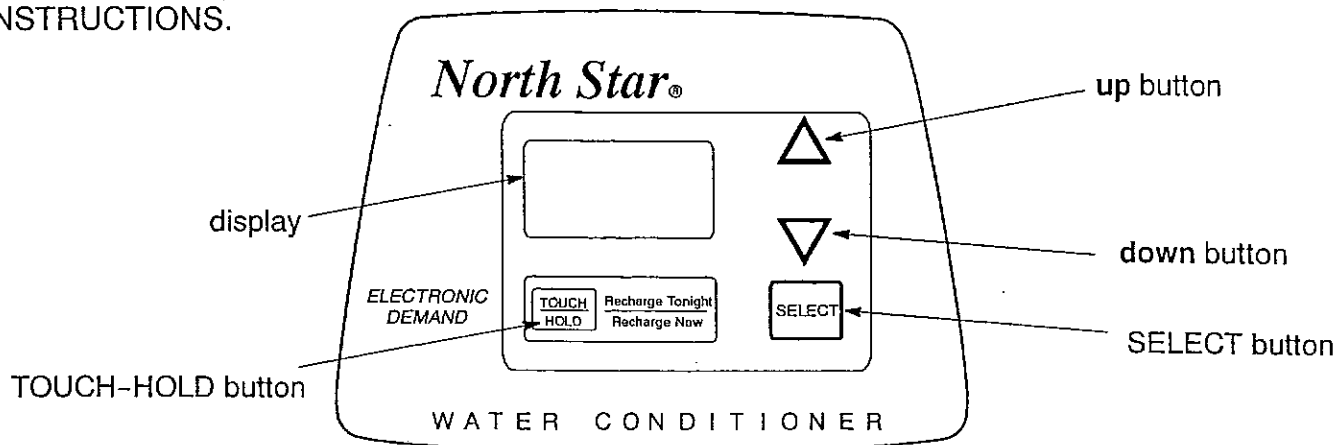 NSTRUCTIONS.
North Star®
up button
display
down button
ELECTRONIC
DEMAND
TOUCH
HOLD
Recharge Tonight
Recharge Now
SELECT
SELECT button
TOUCH-HOLD button
WATER CONDITIONER